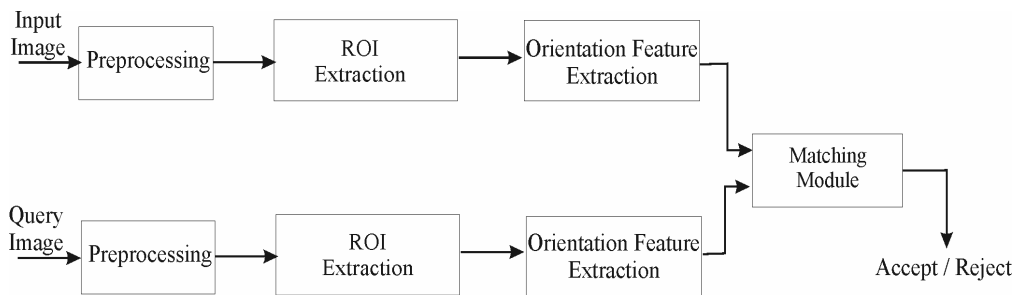 Input
Image
Preprocessing
ROI
Extraction
Orientation Feature
Extraction
Matching
Module
Query
Image
Preprocessing
ROI
Extraction
Orientation Feature
Extraction
Accept / Reject